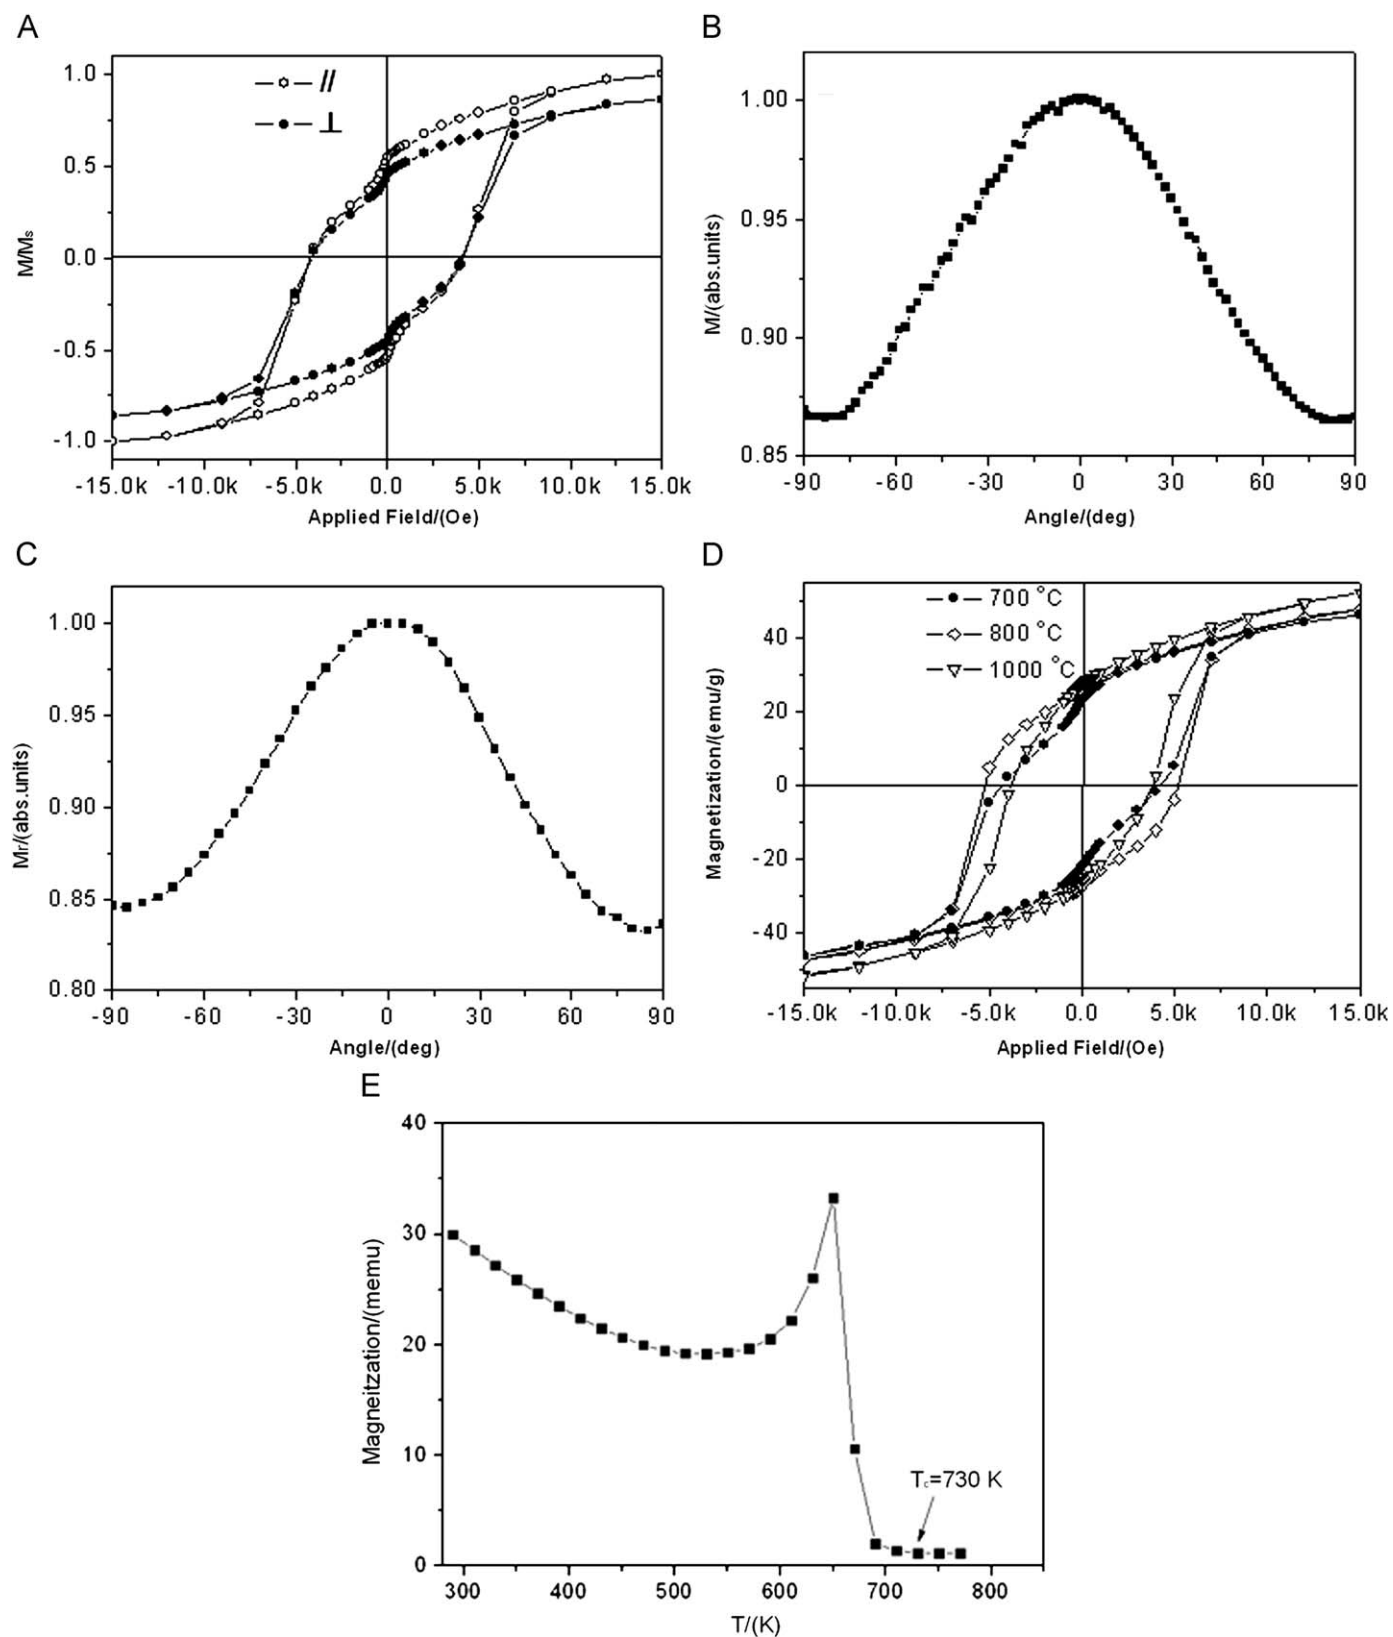 A
//
⊥
1.0
0.5
0.0
-0.5
-1.0
M/Ms
-15.0k -10.0k -5.0k 0.0 5.0k 10.0k 15.0k
Applied Field/(Oe)
B
1.00
0.95
0.90
0.85
M/(abs.units)
-90 -60 -30 0 30 60 90
Angle/(deg)
C
1.00
0.95
0.90
0.85
0.80
Mr/(abs.units)
-90 -60 -30 0 30 60 90
Angle/(deg)
D
700 °C
800 °C
1000 °C
40
20
0
-20
-40
Magnetization/(emu/g)
-15.0k -10.0k -5.0k 0.0 5.0k 10.0k 15.0k
Applied Field/(Oe)
E
40
30
20
10
0
Magneitzation/(memu)
Tc=730 K
300 400 500 600 700 800
T/(K)